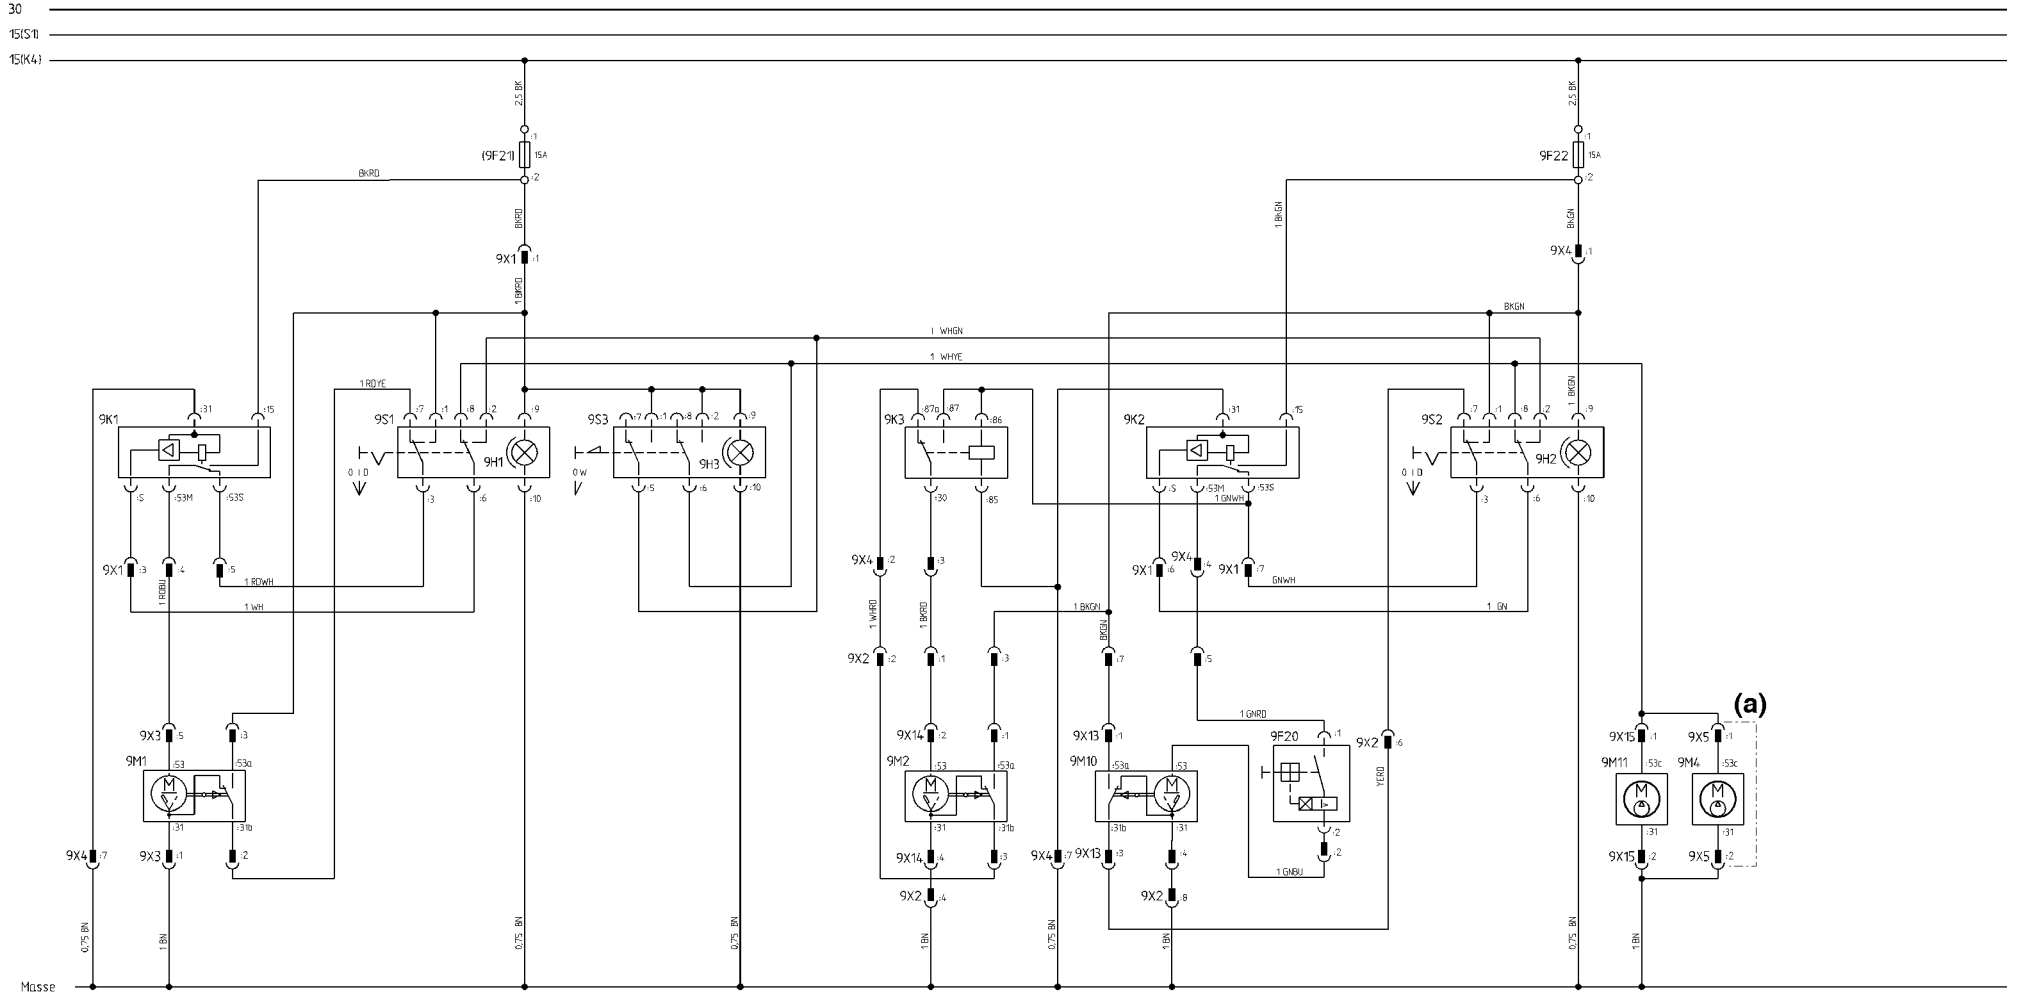 30
15(S1)
15(K4)
2,5 BK
2,5 BK
:1
:1
(9F21)
15A
9F22
15A
BKRD
:2
:2
BKRD
1 BKGN
BKGN
9X1
:1
9X4
:1
1 BKRD
BKGN
1 WHGN
1 WHYE
1 RDYE
1 BKGN
9K1
:31
:15
9S1
:7
:1
:8
:2
:9
9S3
:7
:1
:8
:2
:9
9K3
:87a
:87
:86
9K2
:31
:15
9S2
:7
:1
:8
:2
:9
9H1
9H3
9H2
0 I D
0 W
0 I D
:S
:53M
:53S
:3
:6
:10
:5
:6
:10
:30
:85
:S
:53M
:53S
:3
:6
:10
1 GNWH
9X1
:3
:4
:5
9X4
:2
:3
9X1
:6
9X4
:4
9X1
:7
1 RDWH
GNWH
1 RDBU
1 WH
1 WHRD
1 BKRD
1 BKGN
BKGN
1 GN
9X2
:2
:1
:3
:7
:5
(a)
1 GNRD
9X3
:5
:3
9X14
:2
:1
9X13
:1
9F20
:1
9X2
:6
9X15
:1
9X5
:1
9M1
:53
:53a
9M2
:53
:53a
9M10
:53a
:53
9M11
:53c
9M4
:53c
M
M
M
M
M
YERD
:31
:31b
:31
:31b
:31b
:31
:2
:31
:31
9X4
:7
9X3
:1
:2
9X14
:4
:3
9X4
:7
9X13
:3
:4
:2
9X15
:2
9X5
:2
1 GNBU
9X2
:4
9X2
:8
0,75 BN
1 BN
0,75 BN
0,75 BN
1 BN
0,75 BN
1 BN
0,75 BN
1 BN
Masse